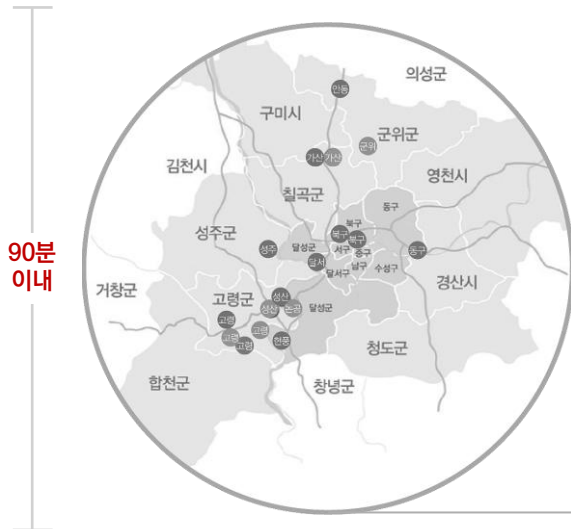 의성군
안동
구미시
군위군
군위
가산
가산
김천시
영천시
칠곡군
동구
성주군
북구
북구
북구
서구
중구
동구
성주
달성군
달서
달서구
남구
수성구
경산시
90분
이내
거창군
고령군
성산
성산
논공
달성군
고령
고령
고령
고령
현풍
청도군
합천군
창녕군